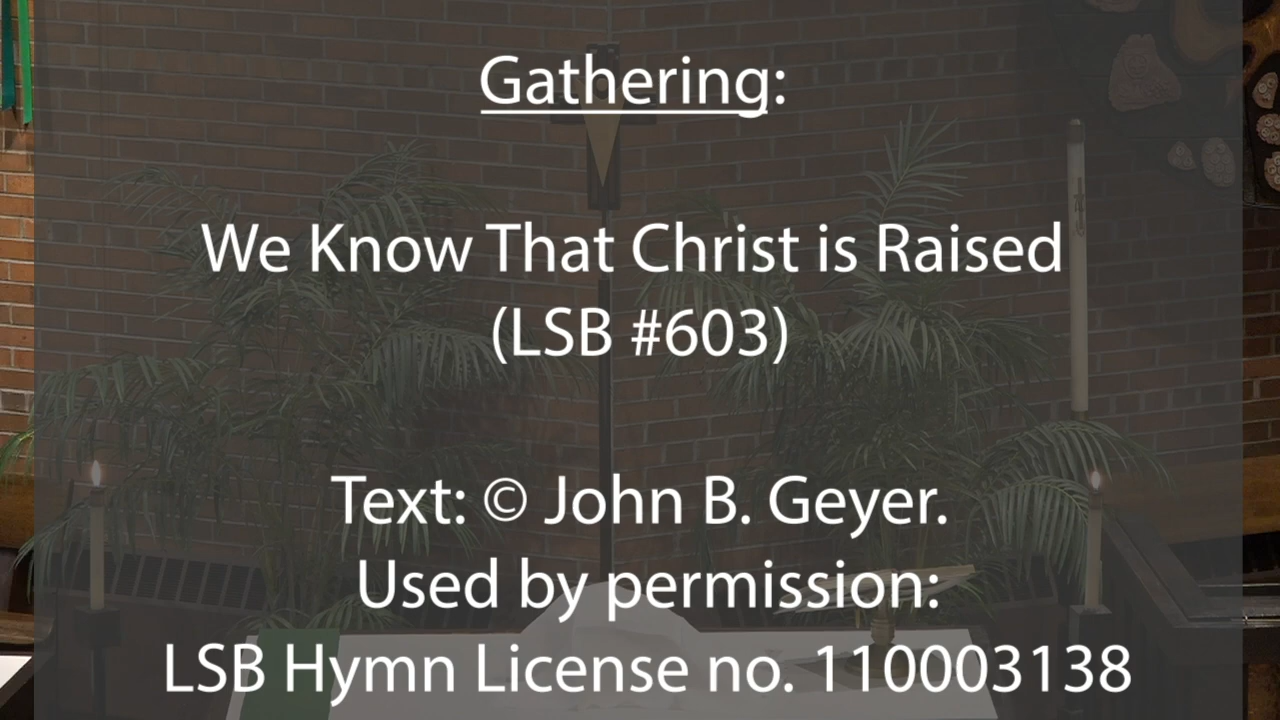 Gathering:
We Know That Christ is Raised
(LSB #603)
Text: © John B. Geyer.
Used by permission:
LSB Hymn License no. 110003138